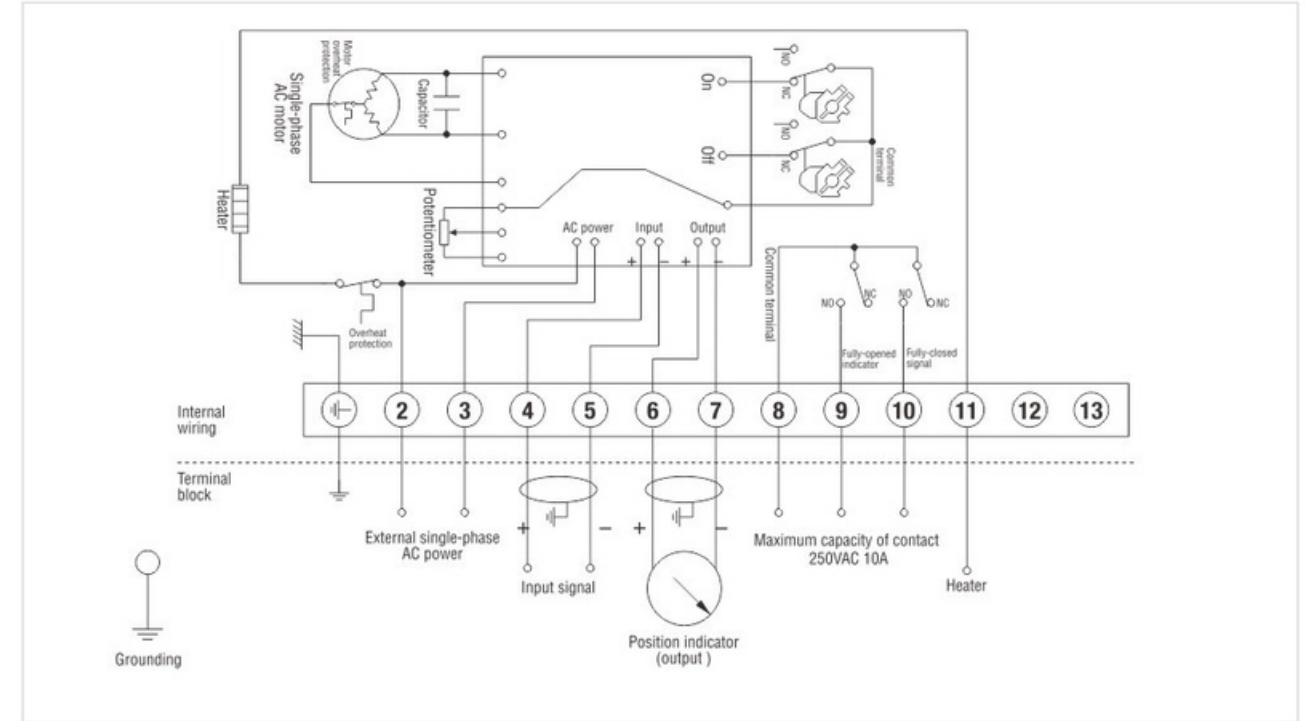 Motor
overheat
protection
Single-phase
AC motor
Capacitor
Heater
Potentiometer
Overheat
protection
On
Off
NO
NC
NO
NC
Common
terminal
AC power
Input
Output
+
–
+
–
Common terminal
NO
NC
NO
NC
Fully-opened
indicator
Fully-closed
signal
Internal
wiring
2
3
4
5
6
7
8
9
10
11
12
13
Terminal
block
External single-phase
AC power
+
–
Input signal
+
–
Position indicator
(output )
Maximum capacity of contact
250VAC 10A
Heater
Grounding